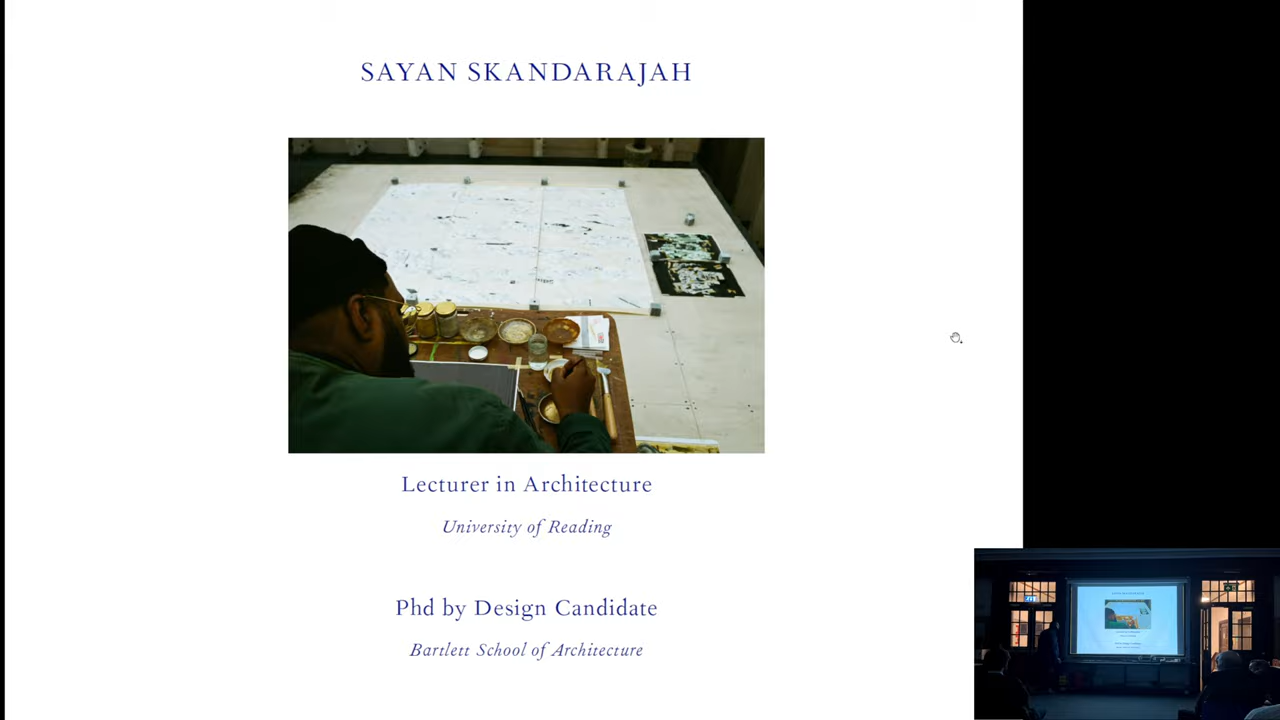 SAYAN SKANDARAJAH
Lecturer in Architecture
University of Reading
Phd by Design Candidate
Bartlett School of Architecture